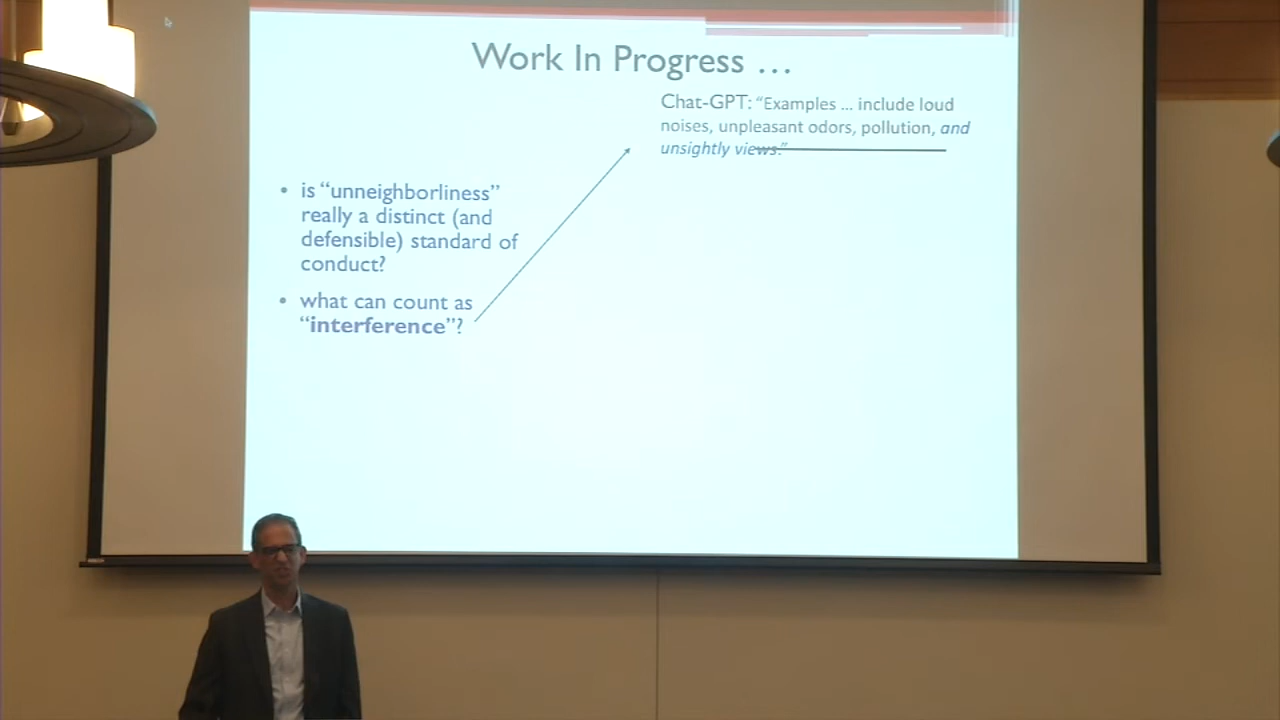 Work In Progress …
Chat-GPT: “Examples ... include loud
noises, unpleasant odors, pollution, and
unsightly views.”
• is “unneighborliness”
really a distinct (and
defensible) standard of
conduct?
• what can count as
“interference”?